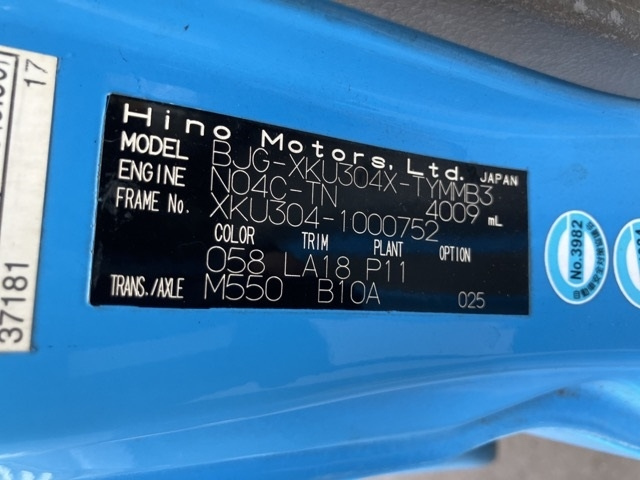 Hino Motors, Ltd. JAPAN
MODEL BJG-XKU304X-TYMMB3
ENGINE N04C-TN 4009 mL
FRAME No. XKU304-1000752
COLOR TRIM PLANT OPTION
058 LA18 P11
TRANS./AXLE M550 B10A 025
37181
17
No.3982